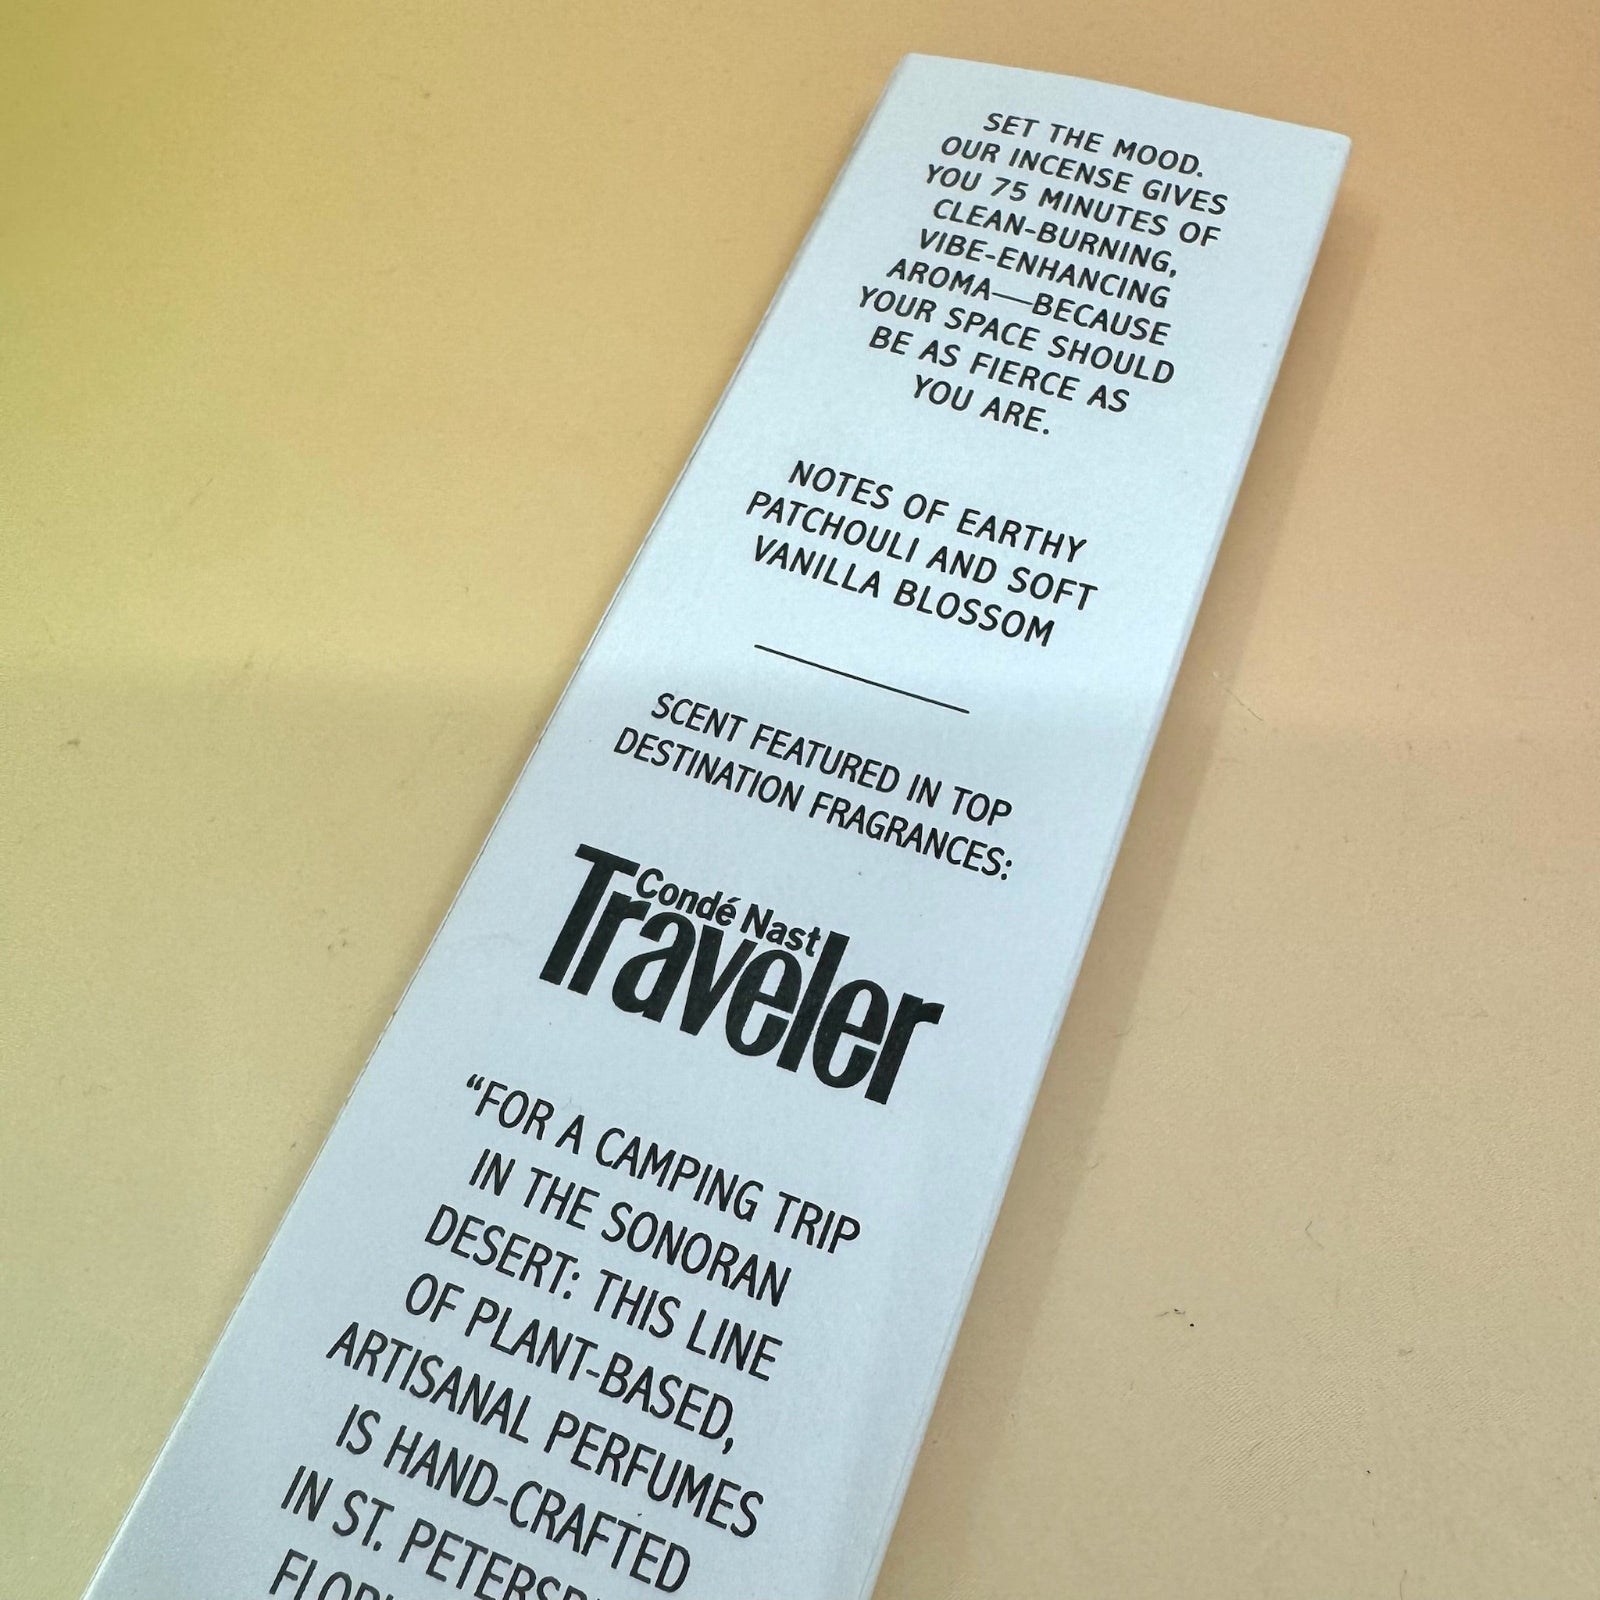 SET THE MOOD.
OUR INCENSE GIVES
YOU 75 MINUTES OF
CLEAN-BURNING,
VIBE-ENHANCING
AROMA—BECAUSE
YOUR SPACE SHOULD
BE AS FIERCE AS
YOU ARE.
NOTES OF EARTHY
PATCHOULI AND SOFT
VANILLA BLOSSOM
SCENT FEATURED IN TOP
DESTINATION FRAGRANCES:
Condé Nast
Traveler
“FOR A CAMPING TRIP
IN THE SONORAN
DESERT: THIS LINE
OF PLANT-BASED,
ARTISANAL PERFUMES
IS HAND-CRAFTED
IN ST.